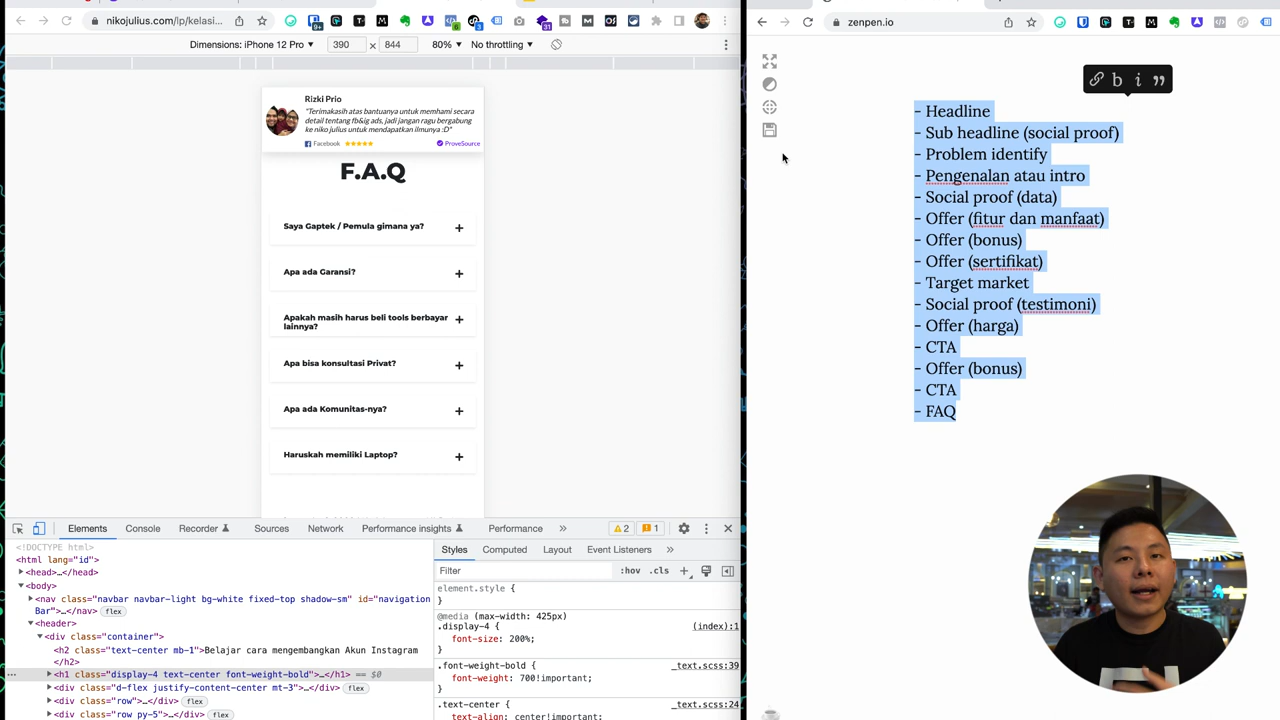 nikojulius.com/lp/kelasi...
9+
31
zenpen.io
Dimensions: iPhone 12 Pro
390
×
844
80%
No throttling
Rizki Prio
"Terimakasih atas bantuanya untuk memhami secara
detail tentang fb&ig ads, jadi jangan ragu bergabung
ke niko julius untuk mendapatkan ilmunya :D"
Facebook
ProveSource
F.A.Q
Saya Gaptek / Pemula gimana ya?
Apa ada Garansi?
Apakah masih harus beli tools berbayar
lainnya?
Apa bisa konsultasi Privat?
Apa ada Komunitas-nya?
Haruskah memiliki Laptop?
b i ”
- Headline
- Sub headline (social proof)
- Problem identify
- Pengenalan atau intro
- Social proof (data)
- Offer (fitur dan manfaat)
- Offer (bonus)
- Offer (sertifikat)
- Target market
- Social proof (testimoni)
- Offer (harga)
- CTA
- Offer (bonus)
- CTA
- FAQ
Elements Console Recorder Sources Network Performance insights Performance » 2 1
<!DOCTYPE html>
<html lang="id">
<head>…</head>
<body>
<nav class="navbar navbar-light bg-white fixed-top shadow-sm" id="navigation
Bar">…</nav> flex
<header>
<div class="container">
<h2 class="text-center mb-1">Belajar cara mengembangkan Akun Instagram
</h2>
<h1 class="display-4 text-center font-weight-bold">…</h1> == $0
<div class="d-flex justify-content-center mt-3">…</div> flex
<div class="row">…</div> flex
<div class="row py-5">…</div> flex
Styles Computed Layout Event Listeners »
Filter :hov .cls +
element.style {
}
@media (max-width: 425px)
.display-4 { (index):1
font-size: 200%;
}
.font-weight-bold { _text.scss:39
font-weight: 700!important;
}
.text-center { _text.scss:24
text-align: center!important;